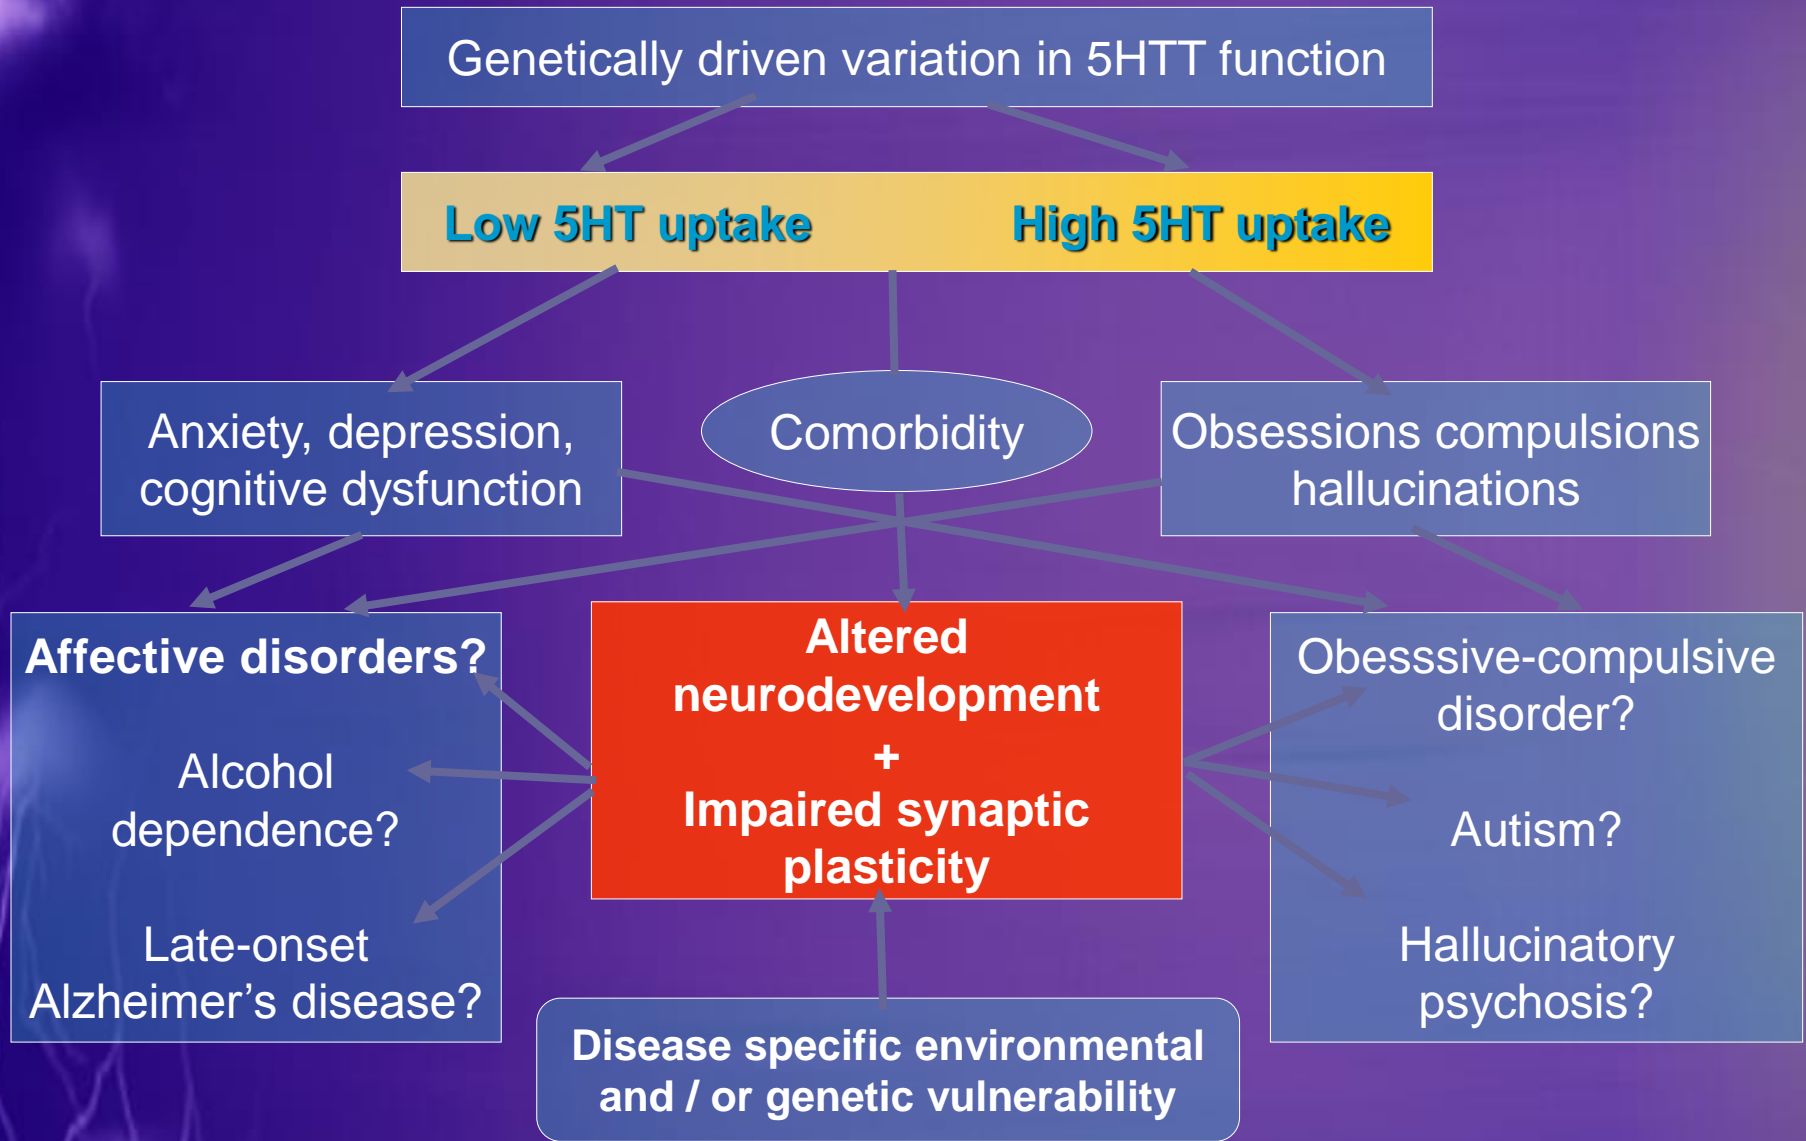 Genetically driven variation in 5HTT function
Low 5HT uptake
High 5HT uptake
Anxiety, depression,
cognitive dysfunction
Comorbidity
Obsessions compulsions
hallucinations
Affective disorders?
Alcohol
dependence?
Late-onset
Alzheimer’s disease?
Altered
neurodevelopment
+
Impaired synaptic
plasticity
Obesssive-compulsive
disorder?
Autism?
Hallucinatory
psychosis?
Disease specific environmental
and / or genetic vulnerability